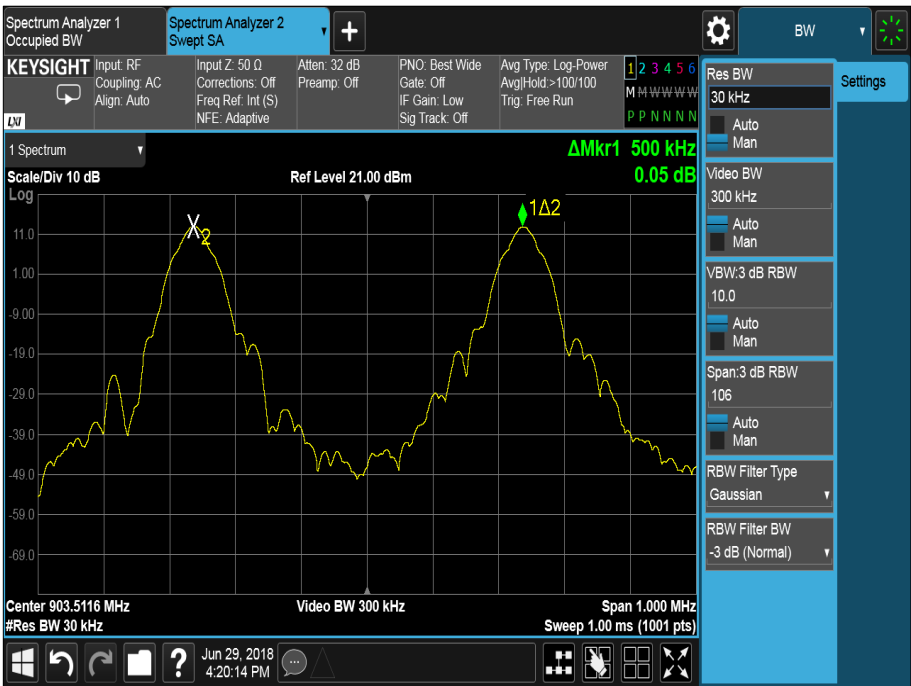 Spectrum Analyzer 1
Occupied BW
Spectrum Analyzer 2
Swept SA
BW
KEYSIGHT
LXI
Input: RF
Coupling: AC
Align: Auto
Input Z: 50 Ω
Corrections: Off
Freq Ref: Int (S)
NFE: Adaptive
Atten: 32 dB
Preamp: Off
PNO: Best Wide
Gate: Off
IF Gain: Low
Sig Track: Off
Avg Type: Log-Power
Avg|Hold:>100/100
Trig: Free Run
1 2 3 4 5 6
M M W W W W
P P N N N N
1 Spectrum
ΔMkr1 500 kHz
0.05 dB
Scale/Div 10 dB
Ref Level 21.00 dBm
Log
1Δ2
2
11.0
1.00
-9.00
-19.0
-29.0
-39.0
-49.0
-59.0
-69.0
Center 903.5116 MHz
Video BW 300 kHz
Span 1.000 MHz
#Res BW 30 kHz
Sweep 1.00 ms (1001 pts)
Res BW
30 kHz
Auto
Man
Video BW
300 kHz
Auto
Man
VBW:3 dB RBW
10.0
Auto
Man
Span:3 dB RBW
106
Auto
Man
RBW Filter Type
Gaussian
RBW Filter BW
-3 dB (Normal)
Settings
?
Jun 29, 2018
4:20:14 PM